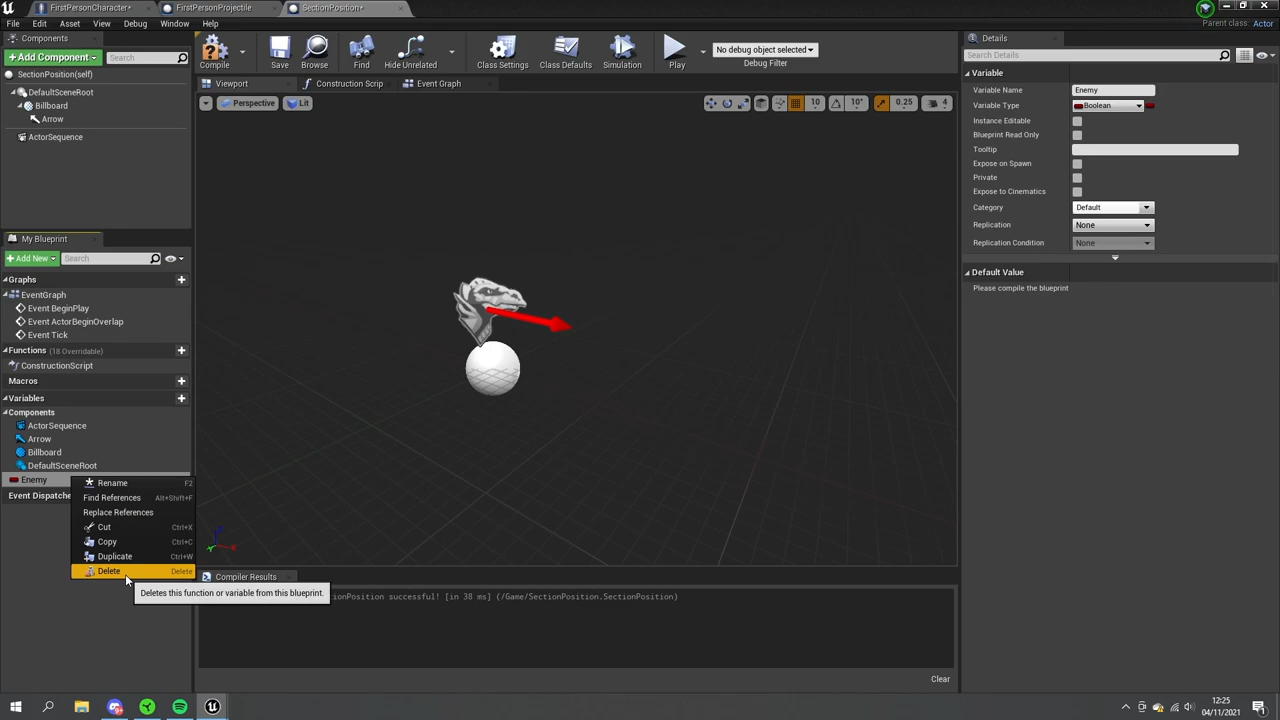 FirstPersonCharacter*
FirstPersonProjectile
SectionPosition*
File Edit Asset View Debug Window Help
Parent class: Actor
Components
Add Component
Search
SectionPosition(self)
DefaultSceneRoot
Billboard
Arrow
ActorSequence
Compile
Save
Browse
Find
Hide Unrelated
Class Settings
Class Defaults
Simulation
Play
No debug object selected
Debug Filter
Viewport
Construction Scrip
Event Graph
Perspective
Lit
10
10°
0.25
4
My Blueprint
Add New
Search
Graphs
EventGraph
Event BeginPlay
Event ActorBeginOverlap
Event Tick
Functions (18 Overridable)
ConstructionScript
Macros
Variables
Components
ActorSequence
Arrow
Billboard
DefaultSceneRoot
Enemy
Event Dispatche
Rename F2
Find References Alt+Shift+F
Replace References
Cut Ctrl+X
Copy Ctrl+C
Duplicate Ctrl+W
Delete Delete
Deletes this function or variable from this blueprint.
Compiler Results
ctionPosition successful! [in 38 ms] (/Game/SectionPosition.SectionPosition)
Clear
Details
Search Details
Variable
Variable Name Enemy
Variable Type Boolean
Instance Editable
Blueprint Read Only
Tooltip
Expose on Spawn
Private
Expose to Cinematics
Category Default
Replication None
Replication Condition None
Default Value
Please compile the blueprint
12:25
04/11/2021
1